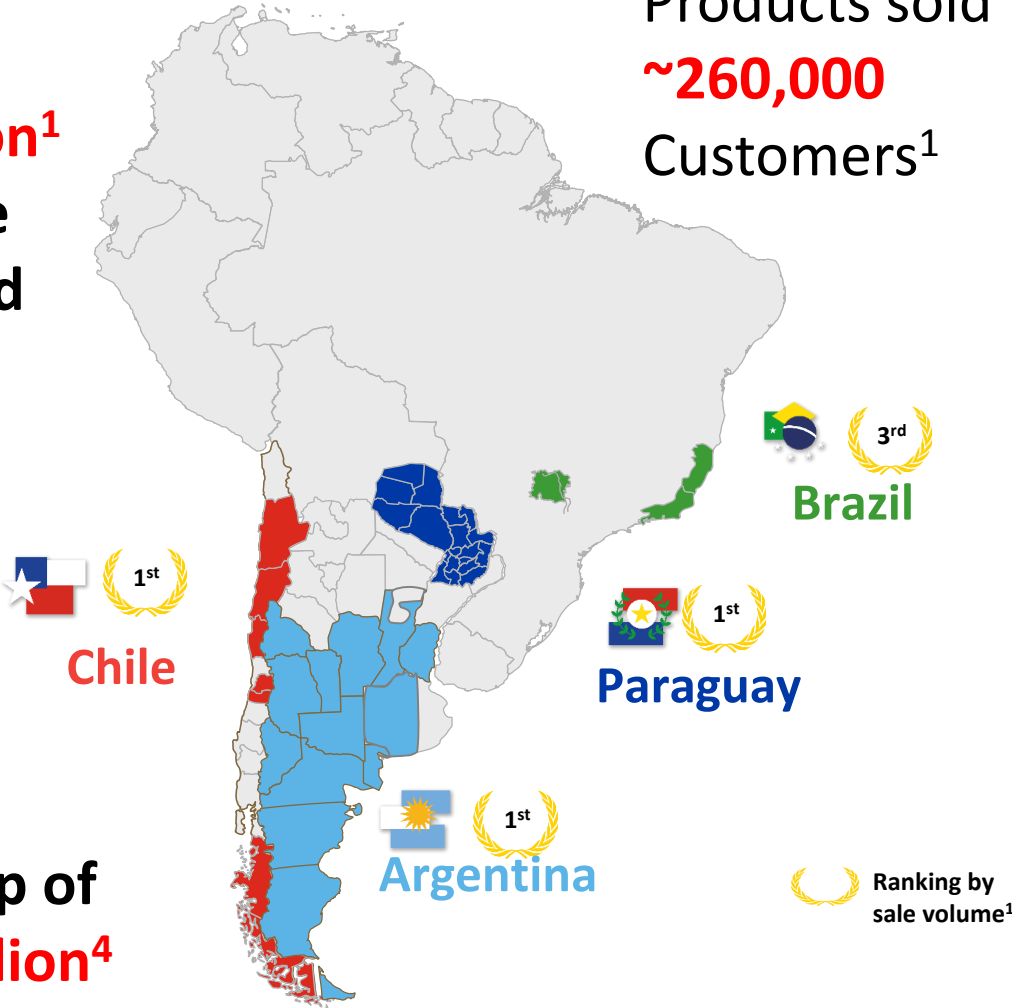 Products sold
~260,000
Customers¹
on¹
e
d
3rd
Brazil
1st
Chile
1st
Paraguay
1st
Argentina
p of
lion⁴
Ranking by
sale volume¹